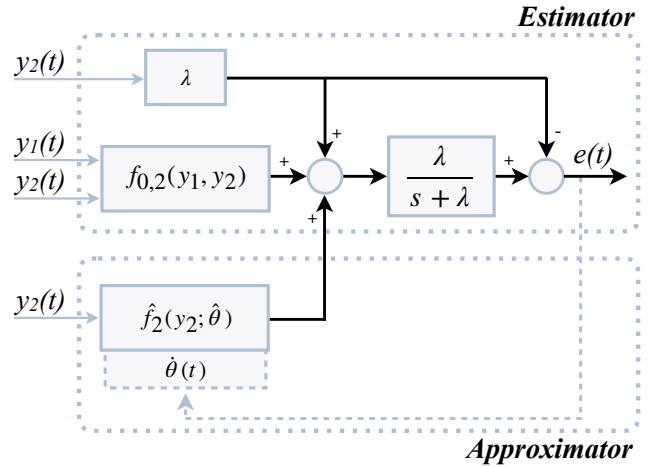 Estimator
y₂(t)
λ
+
-
y₁(t)
y₂(t)
f₀,₂(y₁, y₂)
+
λ
s + λ
+
e(t)
+
y₂(t)
f̂₂(y₂; θ̂)
θ̇(t)
Approximator